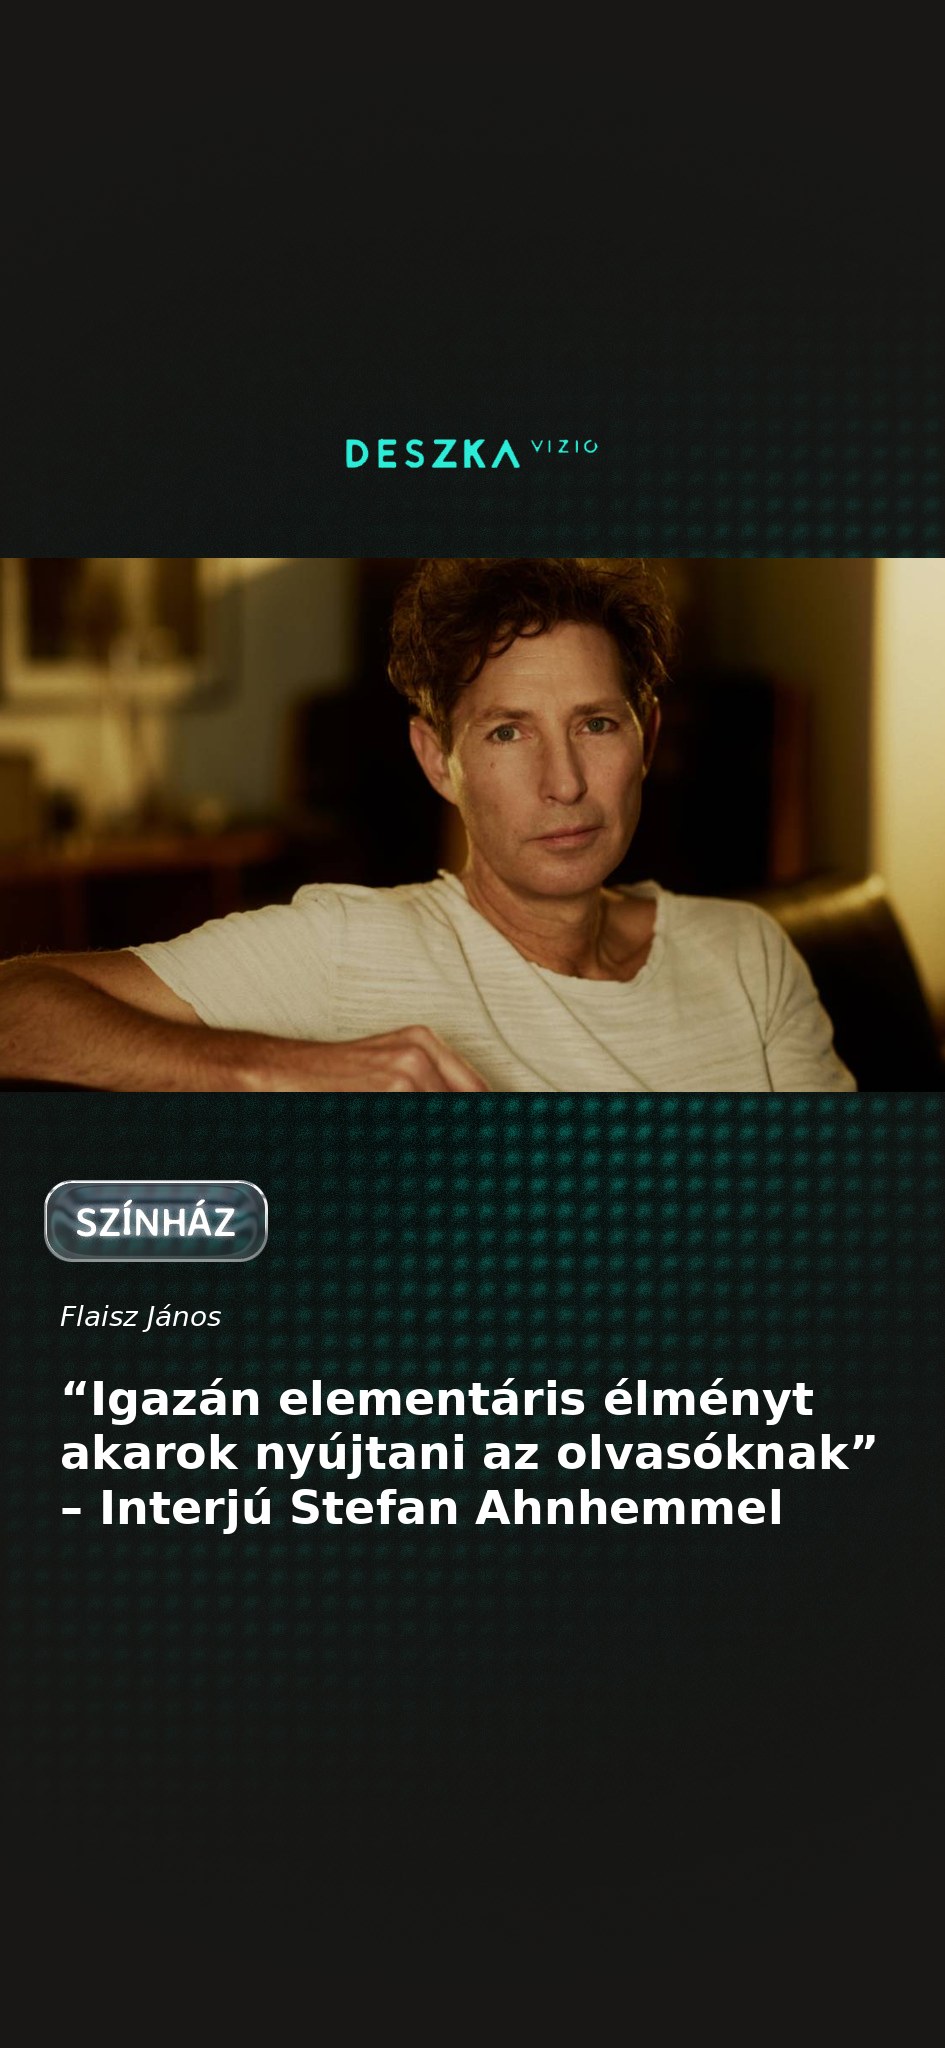 DESZKA VIZIO
SZÍNHÁZ
Flaisz János
“Igazán elementáris élményt
akarok nyújtani az olvasóknak”
– Interjú Stefan Ahnhemmel